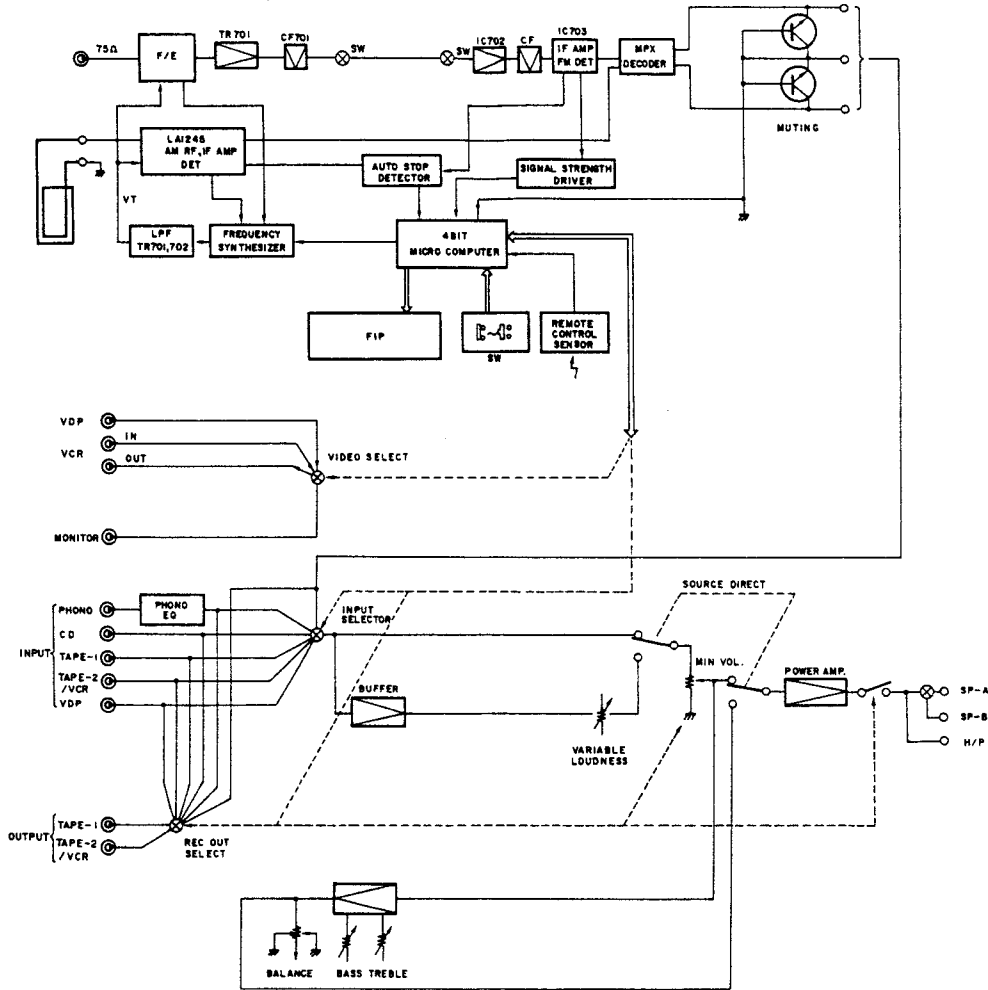 75Ω
F/E
TR701
CF701
SW
SW
IC702
CF
IC703
IF AMP
FM DET
MPX
DECODER
MUTING
LA1245
AM RF, IF AMP
DET
AUTO STOP
DETECTOR
SIGNAL STRENGTH
DRIVER
VT
LPF
TR701,702
FREQUENCY
SYNTHESIZER
4BIT
MICRO COMPUTER
FIP
SW
REMOTE
CONTROL
SENSOR
VDP
VCR
IN
OUT
VIDEO SELECT
MONITOR
SOURCE DIRECT
INPUT
PHONO
PHONO
EQ
CD
TAPE-1
TAPE-2
/VCR
VDP
INPUT
SELECTOR
BUFFER
VARIABLE
LOUDNESS
MIN VOL.
POWER AMP.
SP-A
SP-B
H/P
OUTPUT
TAPE-1
TAPE-2
/VCR
REC OUT
SELECT
BALANCE
BASS TREBLE